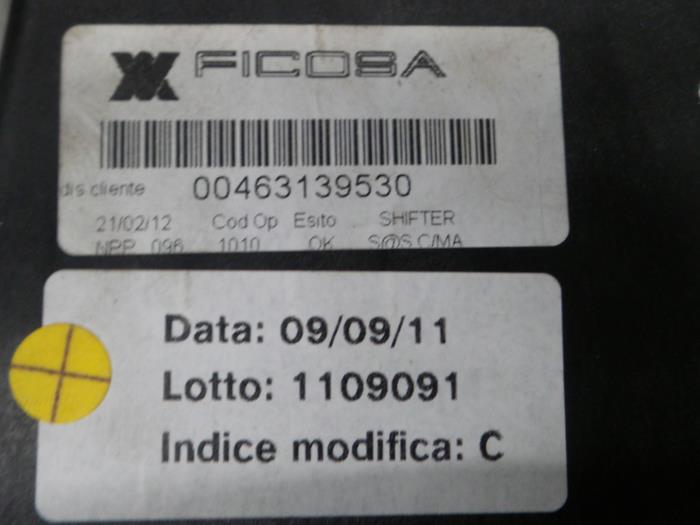 FICOSA
dis cliente 00463139530
21/02/12 Cod Op Esito SHIFTER
NPP 096 1010 OK S@S C/MA
Data: 09/09/11
Lotto: 1109091
Indice modifica: C